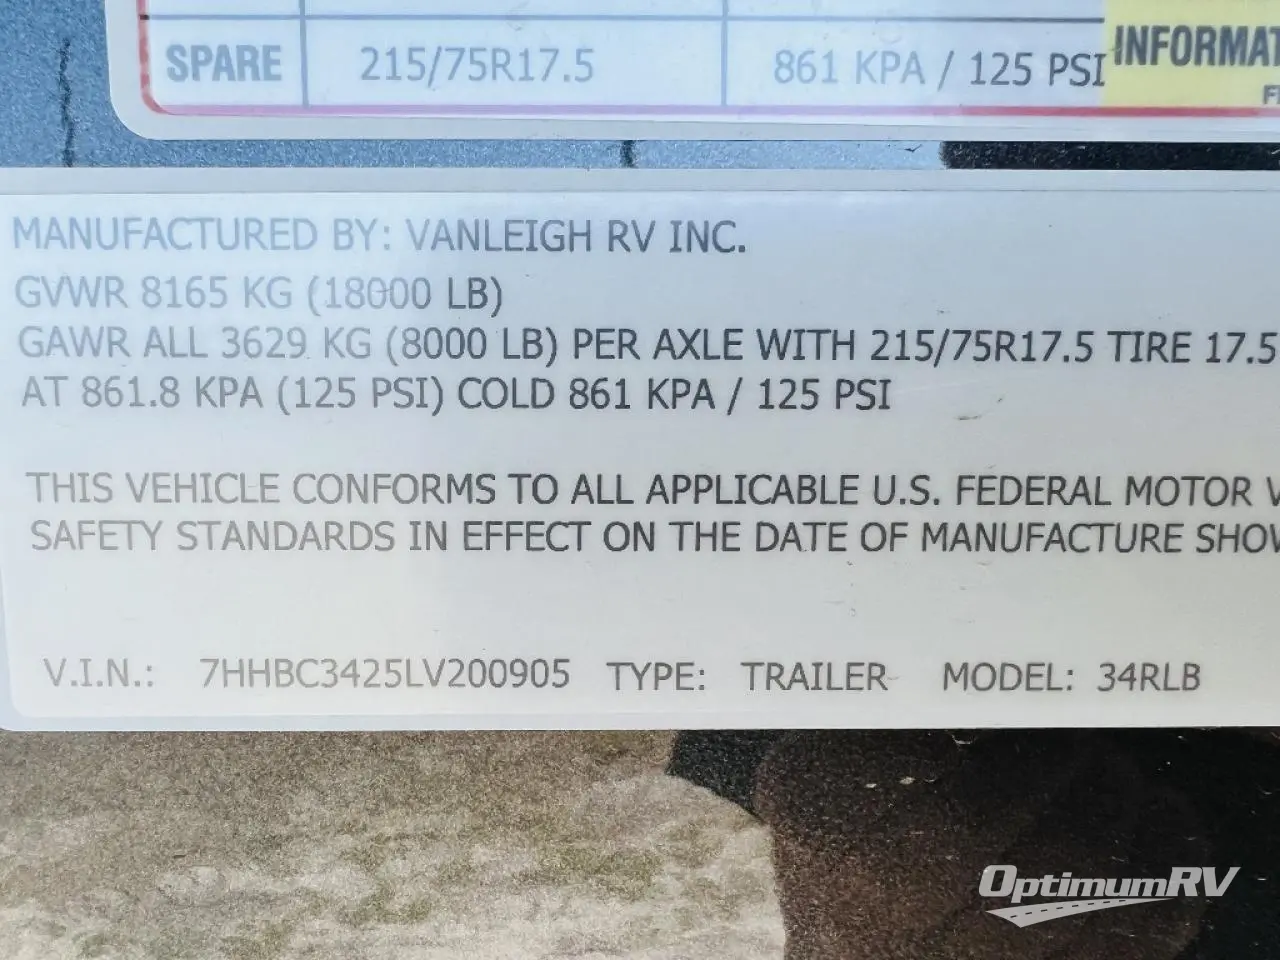 SPARE 215/75R17.5 861 KPA / 125 PSI
MANUFACTURED BY: VANLEIGH RV INC.
GVWR 8165 KG (18000 LB)
GAWR ALL 3629 KG (8000 LB) PER AXLE WITH 215/75R17.5 TIRE 17.5
AT 861.8 KPA (125 PSI) COLD 861 KPA / 125 PSI
THIS VEHICLE CONFORMS TO ALL APPLICABLE U.S. FEDERAL MOTOR
SAFETY STANDARDS IN EFFECT ON THE DATE OF MANUFACTURE
V.I.N.: 7HHBC3425LV200905 TYPE: TRAILER MODEL: 34RLB
OptimumRV